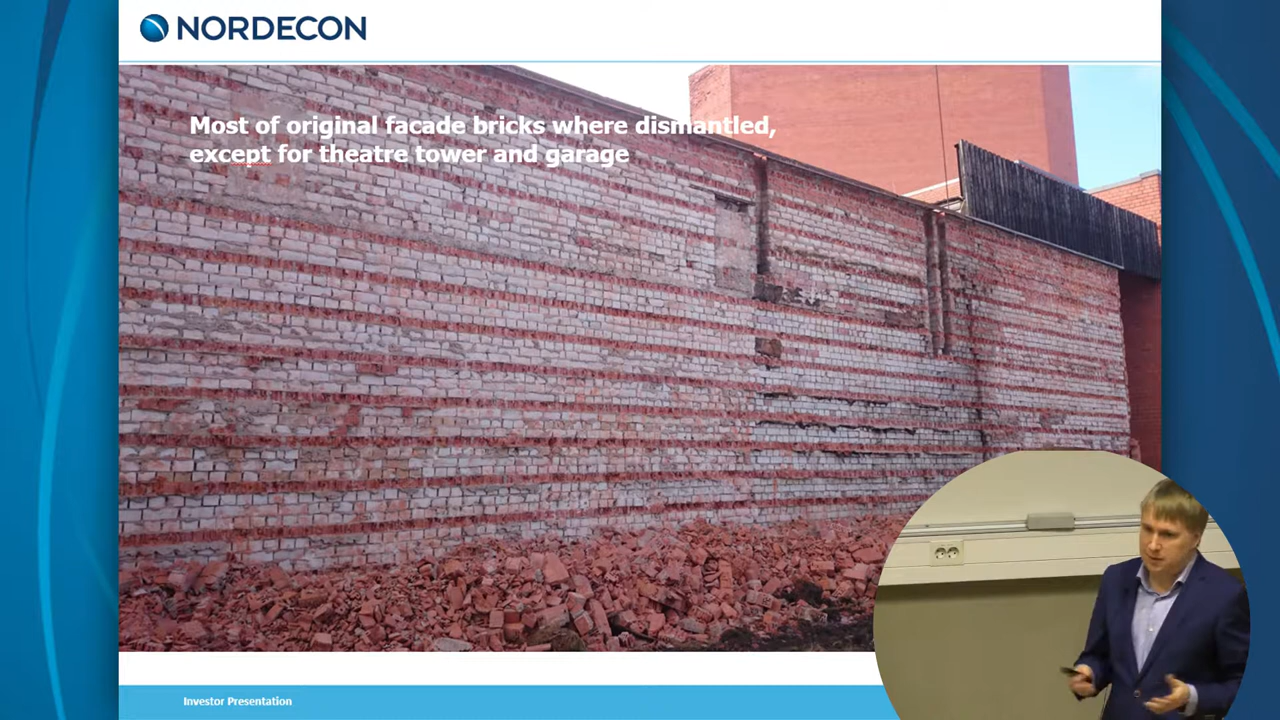 NORDECON
Most of original facade bricks where dismantled,
except for theatre tower and garage
Investor Presentation